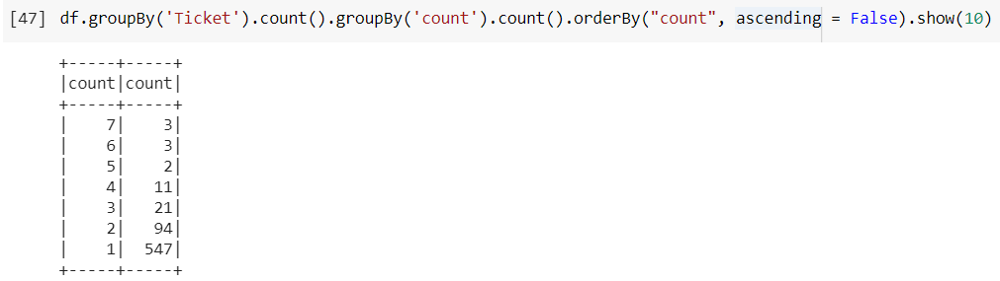 [47] df.groupBy('Ticket').count().groupBy('count').count().orderBy("count", ascending = False).show(10)
+-----+-----+
|count|count|
+-----+-----+
|    7|    3|
|    6|    3|
|    5|    2|
|    4|   11|
|    3|   21|
|    2|   94|
|    1|  547|
+-----+-----+